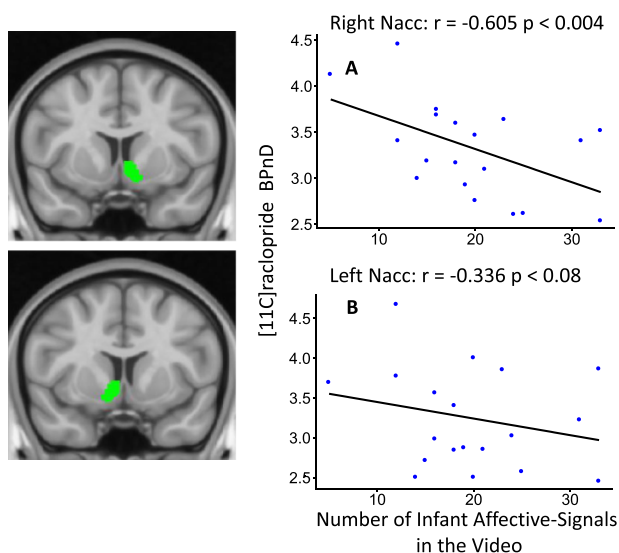 Right Nacc: r = -0.605 p < 0.004
A
4.5
4.0
3.5
3.0
2.5
10
20
30
[11C]raclopride BPnD
Left Nacc: r = -0.336 p < 0.08
B
4.5
4.0
3.5
3.0
2.5
10
20
30
Number of Infant Affective-Signals
in the Video